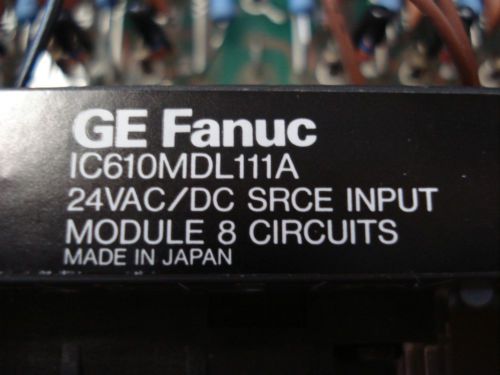 GE Fanuc
IC610MDL111A
24VAC/DC SRCE INPUT
MODULE 8 CIRCUITS
MADE IN JAPAN